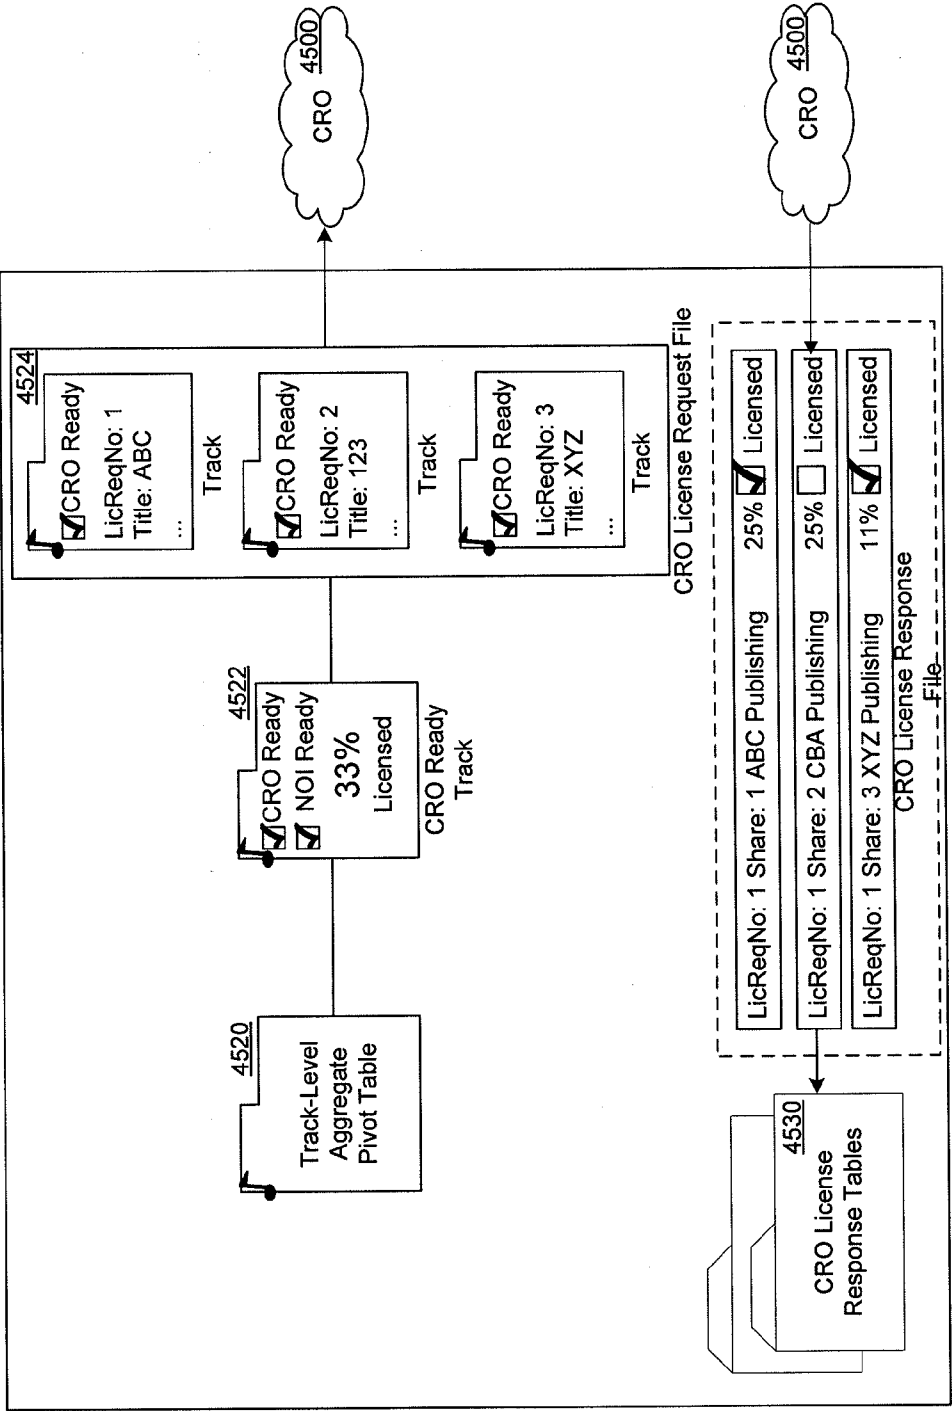 4520
Track-Level
Aggregate
Pivot Table
4522
CRO Ready
NOI Ready
33%
Licensed
CRO Ready
Track
4524
CRO Ready
LicReqNo: 1
Title: ABC
...
Track
CRO Ready
LicReqNo: 2
Title: 123
...
Track
CRO Ready
LicReqNo: 3
Title: XYZ
...
Track
CRO License Request File
CRO 4500
4530
CRO License
Response Tables
LicReqNo: 1 Share: 1 ABC Publishing 25% Licensed
LicReqNo: 1 Share: 2 CBA Publishing 25% Licensed
LicReqNo: 1 Share: 3 XYZ Publishing 11% Licensed
CRO License Response
File
CRO 4500